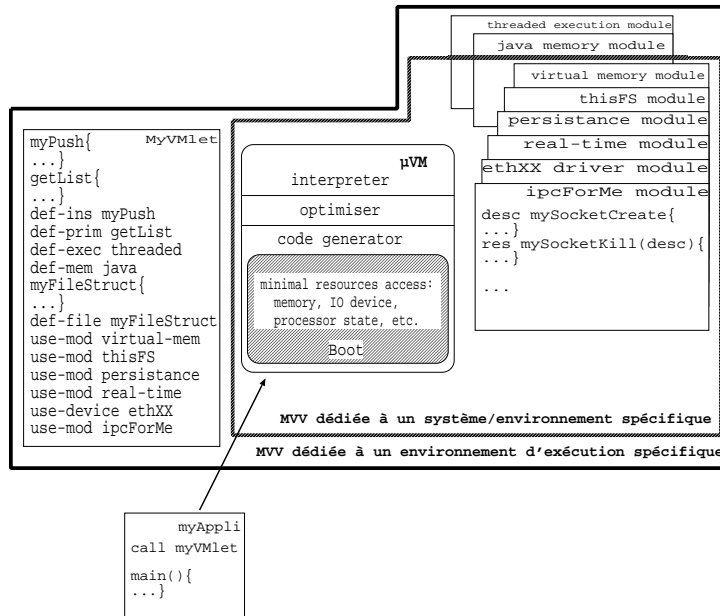 threaded execution module
java memory module
virtual memory module
thisFS module
persistance module
real-time module
ethXX driver module
ipcForMe module
desc mySocketCreate{
...}
res mySocketKill(desc){
...}
...
MyVMlet
myPush{
...}
getList{
...}
def-ins myPush
def-prim getList
def-exec threaded
def-mem java
myFileStruct{
...}
def-file myFileStruct
use-mod virtual-mem
use-mod thisFS
use-mod persistance
use-mod real-time
use-device ethXX
use-mod ipcForMe
µVM
interpreter
optimiser
code generator
minimal resources access:
memory, IO device,
processor state, etc.
Boot
MVV dédiée à un système/environnement spécifique
MVV dédiée à un environnement d'exécution spécifique
myAppli
call myVMlet
main(){
...}